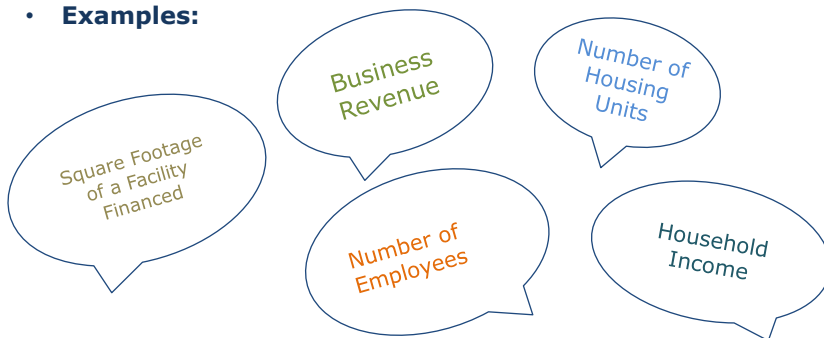 • Examples:
Business
Revenue
Number of
Housing
Units
Square Footage
of a Facility
Financed
Number of
Employees
Household
Income